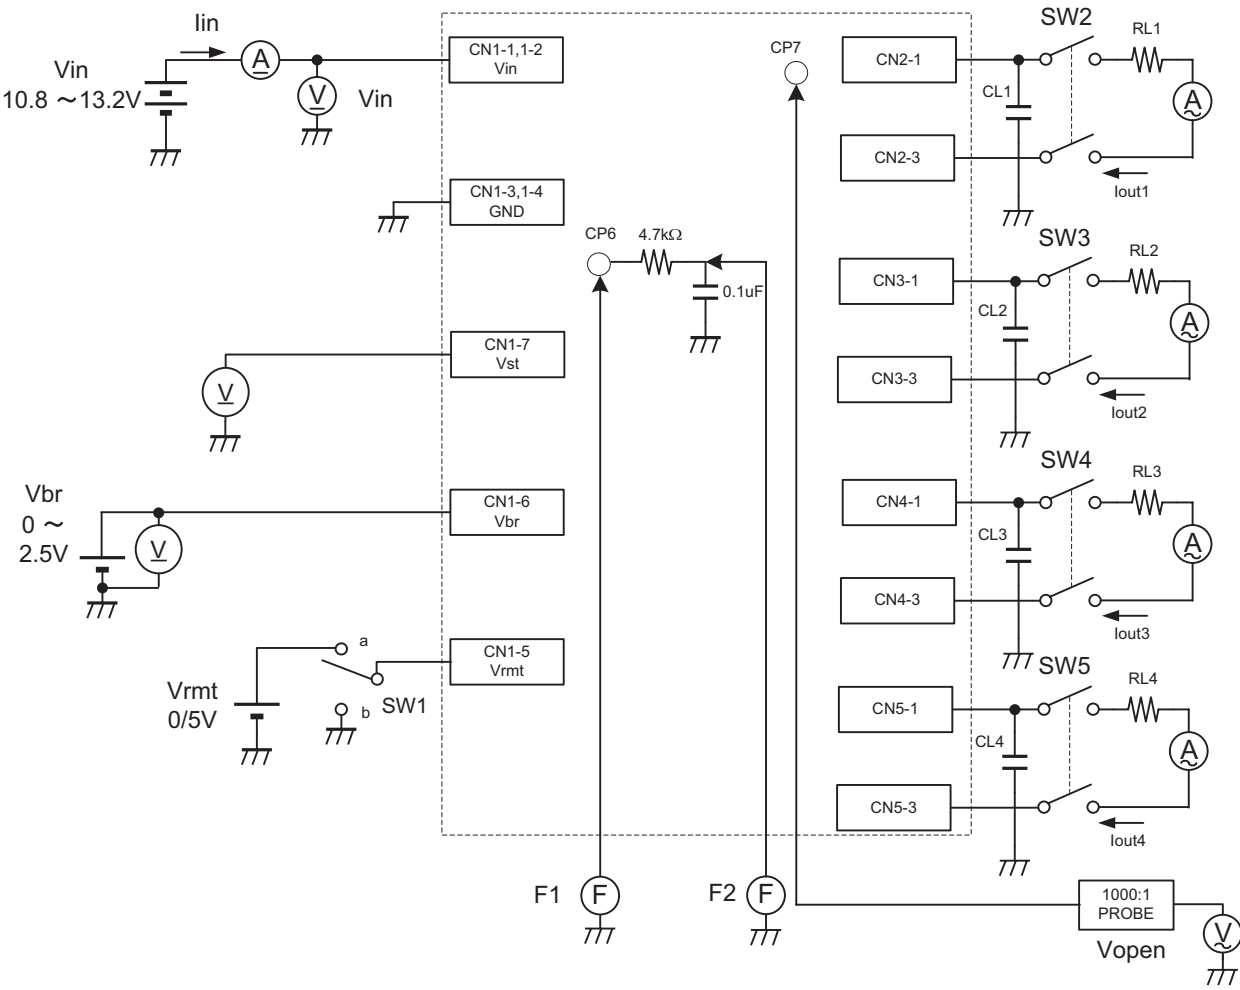 Iin
A
Vin
10.8 ~13.2V
V
Vin
CN1-1,1-2
Vin
CN1-3,1-4
GND
CN1-7
Vst
V
Vbr
0 ~
2.5V
V
CN1-6
Vbr
Vrmt
0/5V
a
b
SW1
CN1-5
Vrmt
CP6
4.7kΩ
0.1uF
F1
F
F2
F
CP7
CN2-1
CN2-3
CL1
SW2
RL1
A
Iout1
CN3-1
CN3-3
CL2
SW3
RL2
A
Iout2
CN4-1
CN4-3
CL3
SW4
RL3
A
Iout3
CN5-1
CN5-3
CL4
SW5
RL4
A
Iout4
1000:1
PROBE
Vopen
V